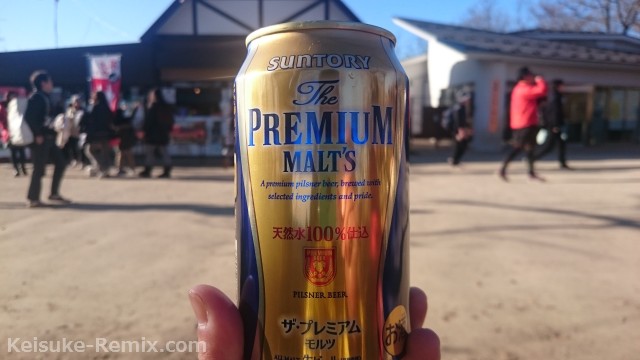 SUNTORY
The
PREMIUM
MALT'S
A premium pilsner beer, brewed with
selected ingredients and pride.
天然水100%仕込
PILSNER BEER
ザ・プレミアム
モルツ
Keisuke-Remix.com